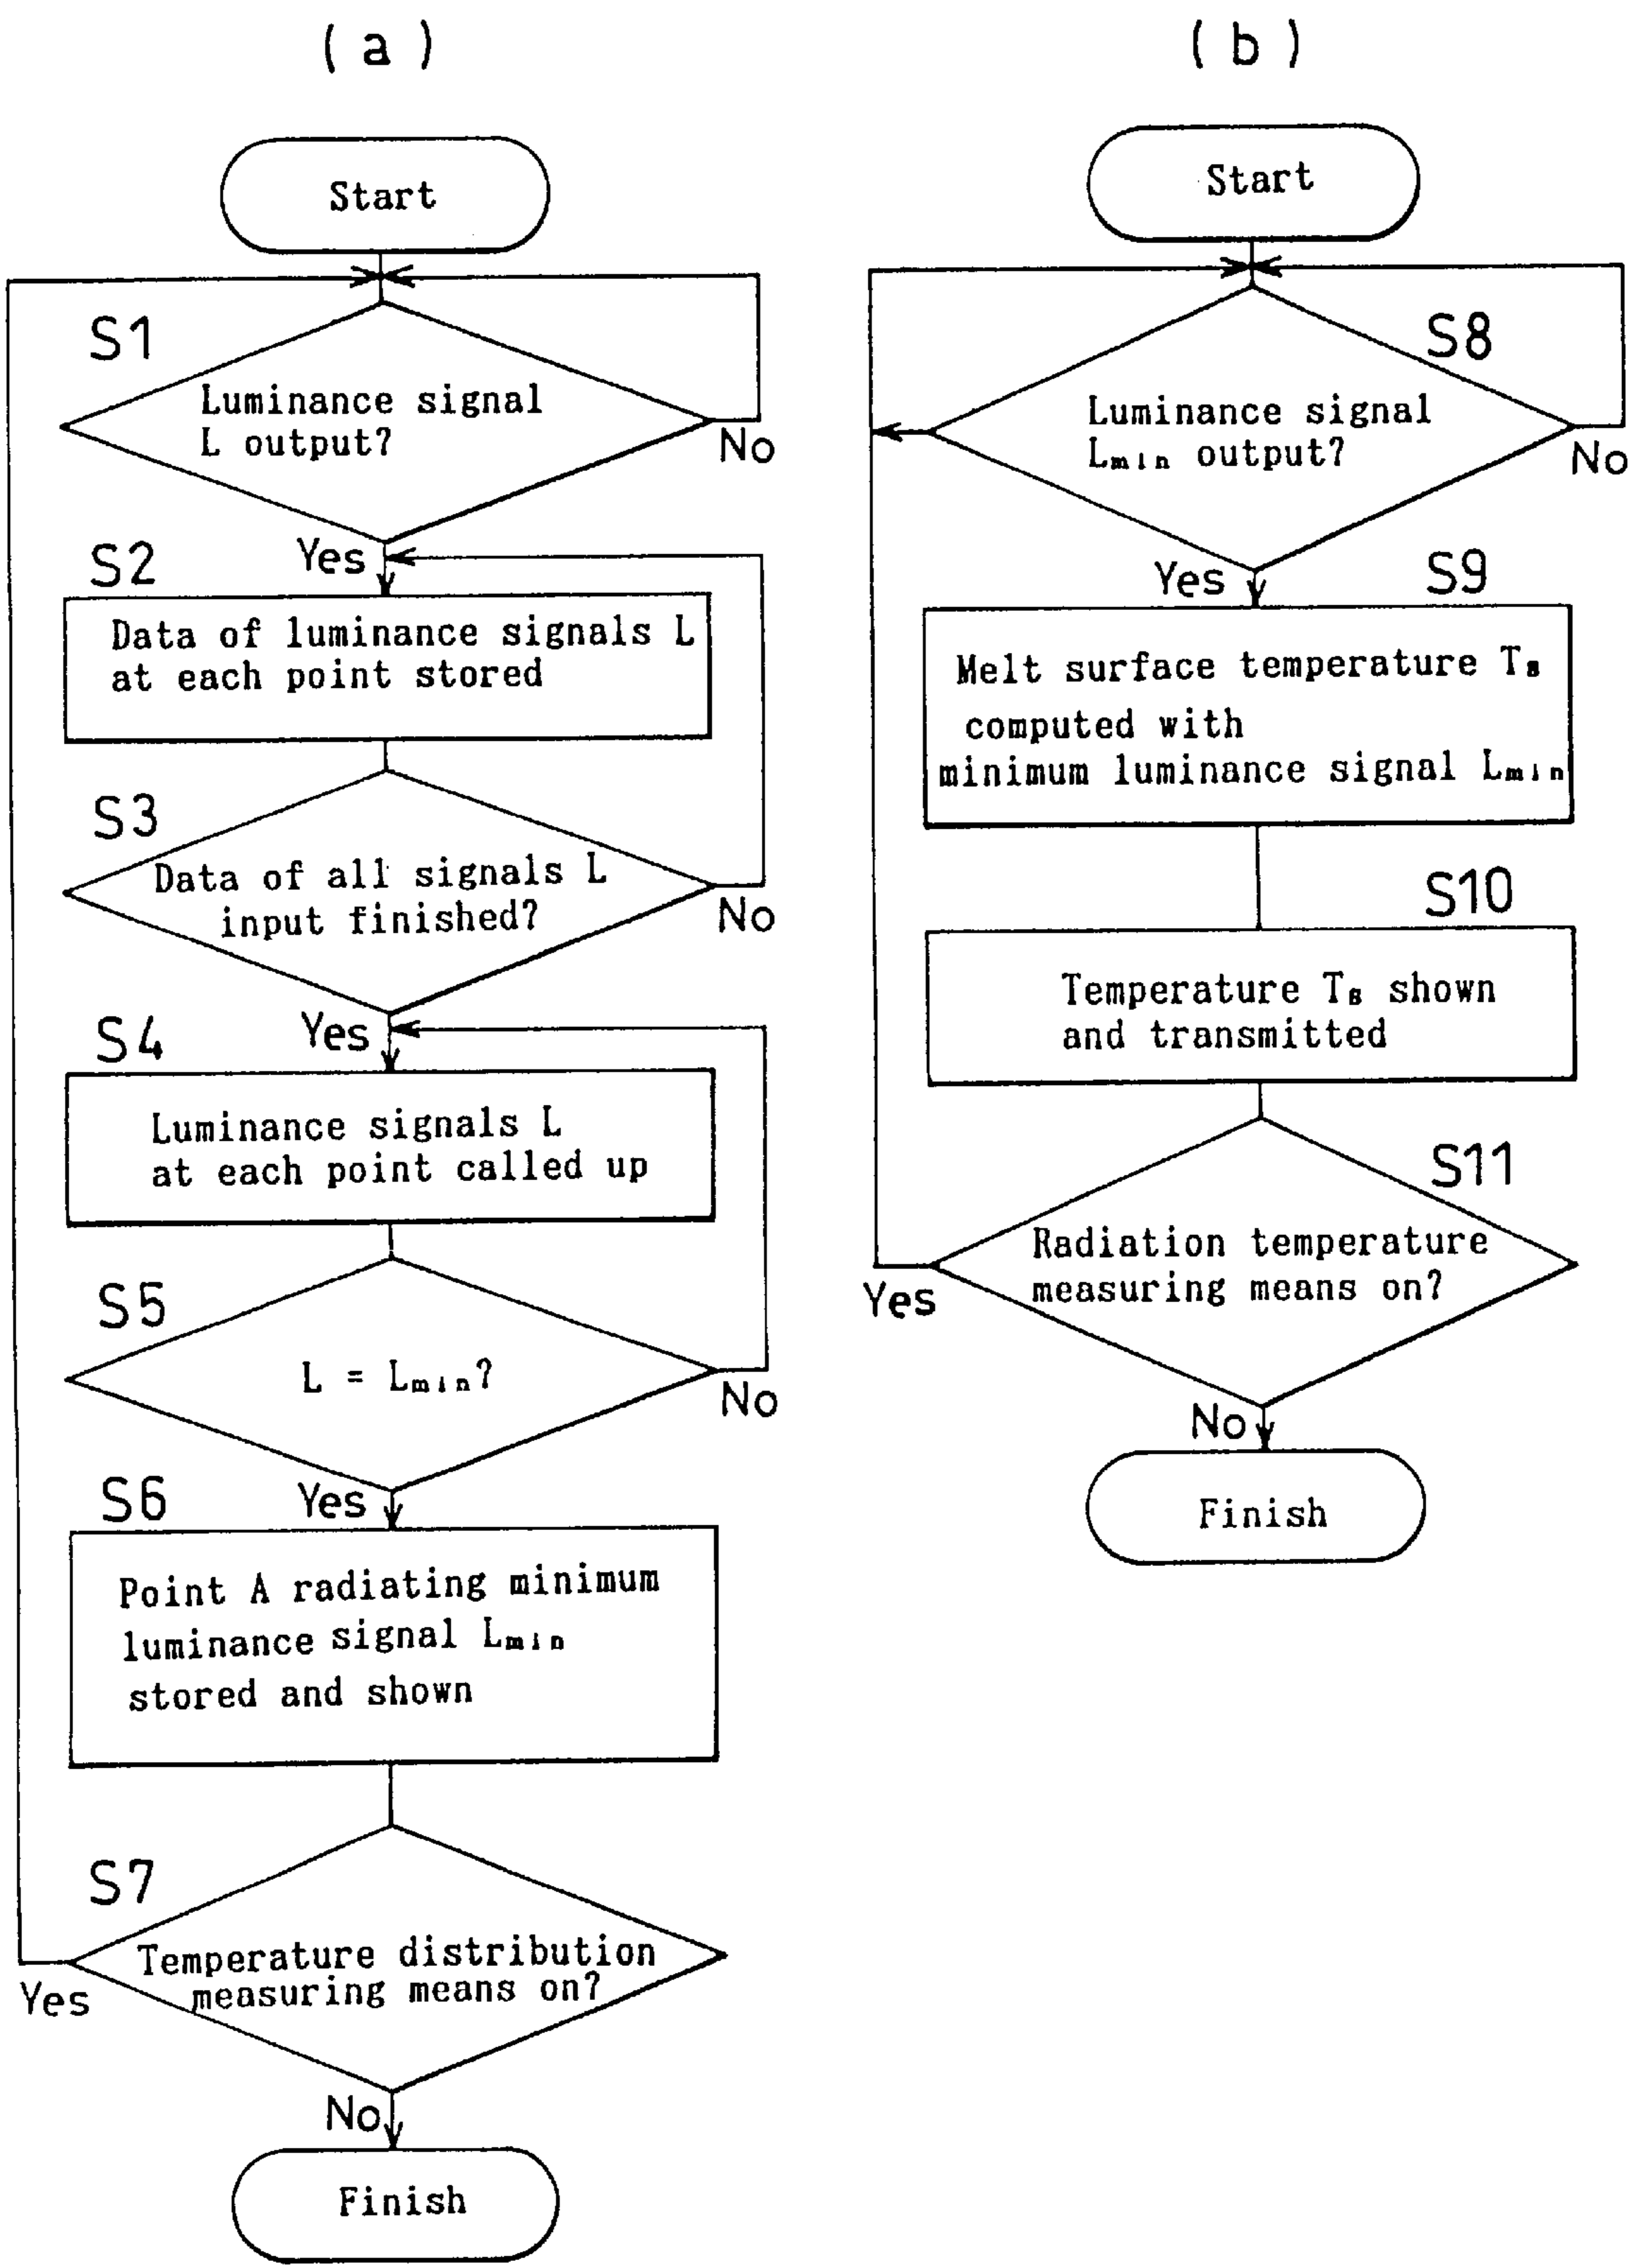 (a)
Start
S1
Luminance signal
L output?
No
Yes
S2
Data of luminance signals L
at each point stored
S3
Data of all signals L
input finished?
No
Yes
S4
Luminance signals L
at each point called up
S5
L = Lmin?
No
Yes
S6
Point A radiating minimum
luminance signal Lmin
stored and shown
S7
Temperature distribution
measuring means on?
Yes
No
Finish
(b)
Start
S8
Luminance signal
Lmin output?
No
Yes
S9
Melt surface temperature Ts
computed with
minimum luminance signal Lmin
S10
Temperature Ts shown
and transmitted
S11
Radiation temperature
measuring means on?
Yes
No
Finish